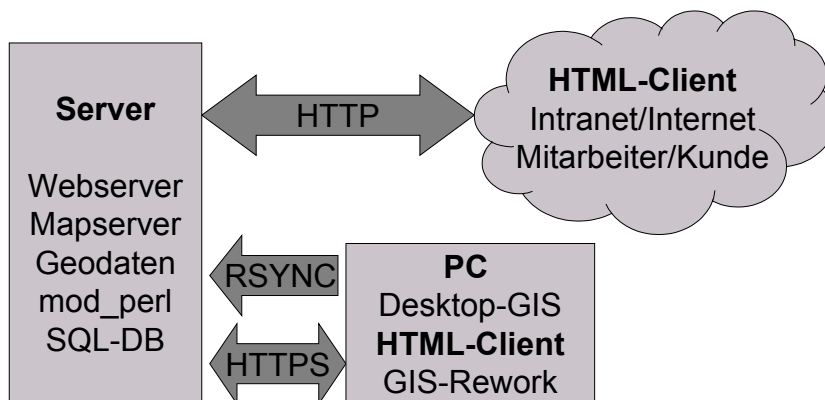 Server
Webserver
Mapserver
Geodaten
mod_perl
SQL-DB
HTTP
HTML-Client
Intranet/Internet
Mitarbeiter/Kunde
RSYNC
HTTPS
PC
Desktop-GIS
HTML-Client
GIS-Rework